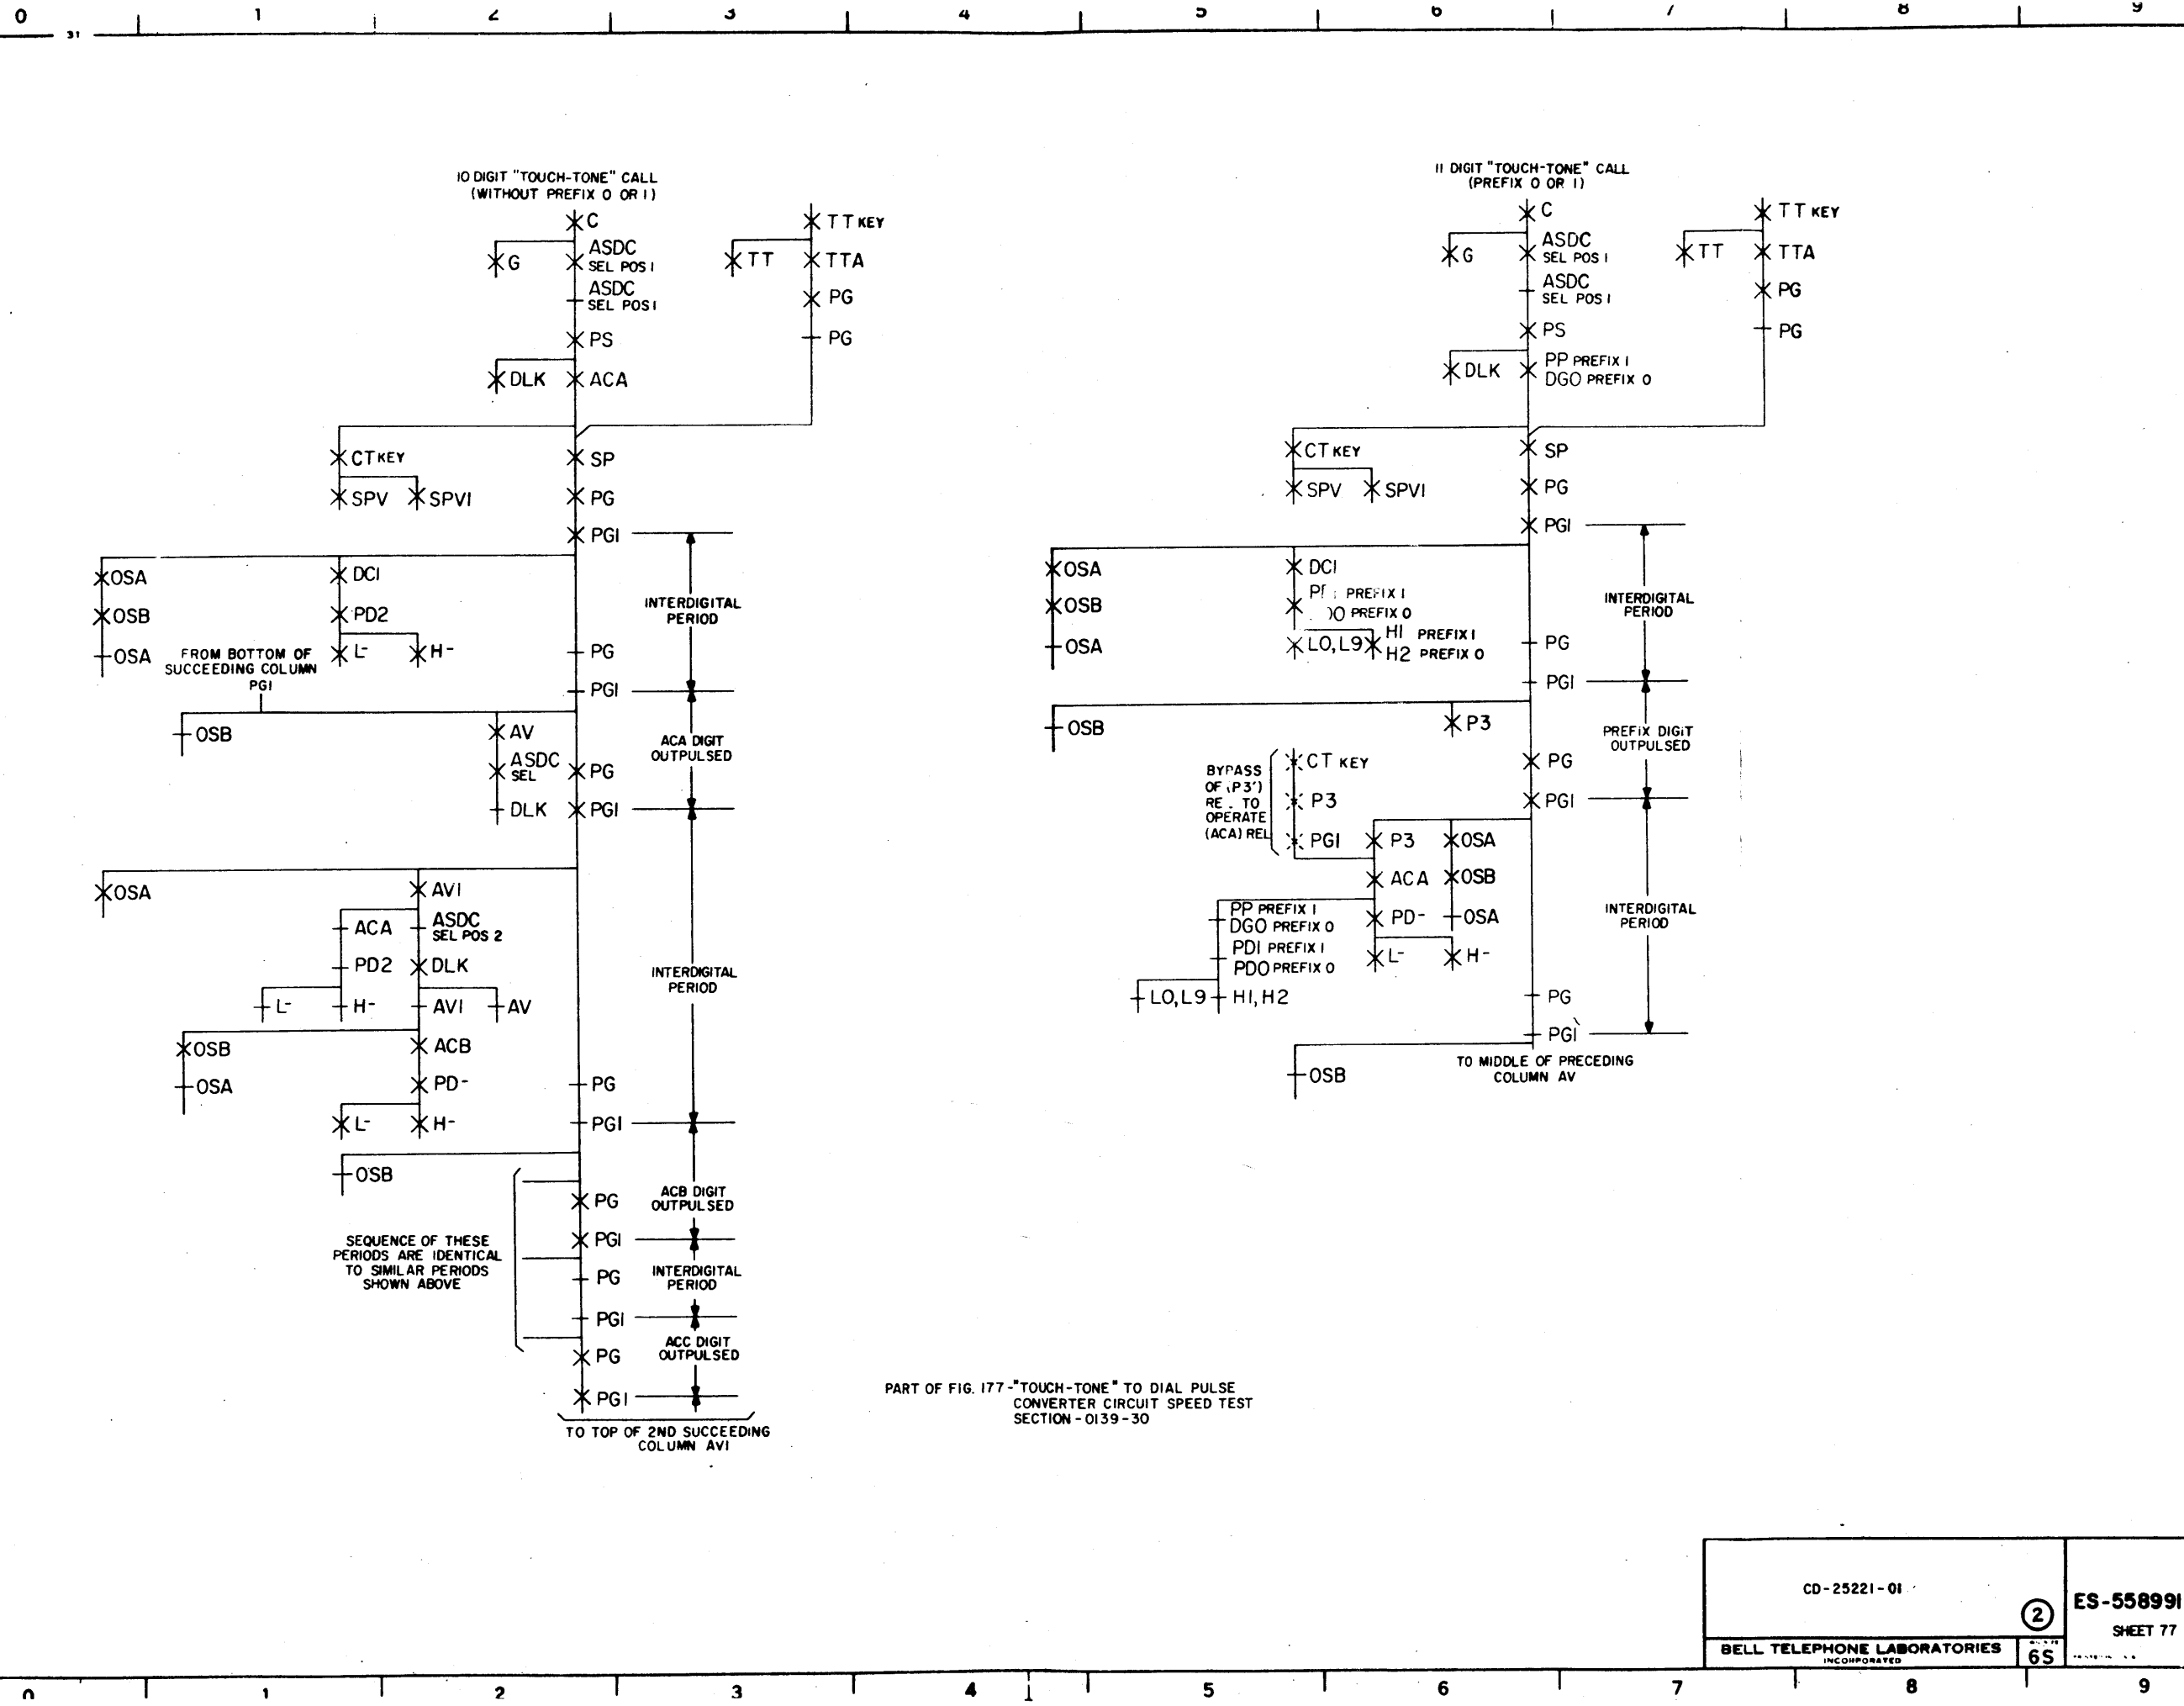 0 1 2 3 4 5 6 7 8 9
31
10 DIGIT "TOUCH-TONE" CALL
(WITHOUT PREFIX 0 OR 1)
C
TT KEY
G
ASDC
SEL POS 1
TT
TTA
ASDC
SEL POS 1
PG
PS
PG
DLK
ACA
CT KEY
SP
SPV
SPV1
PG
PG1
OSA
DC1
INTERDIGITAL
PERIOD
OSB
PD2
OSA
FROM BOTTOM OF
SUCCEEDING COLUMN
PG1
L-
H-
PG
PG1
OSB
AV
ACA DIGIT
OUTPULSED
ASDC
SEL
PG
DLK
PG1
OSA
AV1
ACA
ASDC
SEL POS 2
PD2
DLK
INTERDIGITAL
PERIOD
L-
H-
AV1
AV
OSB
ACB
OSA
PD-
PG
L-
H-
PG1
OSB
PG
ACB DIGIT
OUTPULSED
SEQUENCE OF THESE
PERIODS ARE IDENTICAL
TO SIMILAR PERIODS
SHOWN ABOVE
PG1
PG
INTERDIGITAL
PERIOD
PG1
PG
ACC DIGIT
OUTPULSED
PG1
TO TOP OF 2ND SUCCEEDING
COLUMN AV1
11 DIGIT "TOUCH-TONE" CALL
(PREFIX 0 OR 1)
C
TT KEY
G
ASDC
SEL POS 1
TT
TTA
ASDC
SEL POS 1
PG
PS
PG
DLK
PP PREFIX 1
DGO PREFIX 0
CT KEY
SP
SPV
SPV1
PG
PG1
OSA
DC1
OSB
PREFIX 1
PREFIX 0
INTERDIGITAL
PERIOD
OSA
L0, L9
H1 PREFIX 1
H2 PREFIX 0
PG
PG1
OSB
P3
PREFIX DIGIT
OUTPULSED
BYPASS
OF (P3')
TO
OPERATE
(ACA) REL
CT KEY
P3
PG1
PG
PG1
P3
OSA
ACA
OSB
PP PREFIX 1
DGO PREFIX 0
PD-
OSA
INTERDIGITAL
PERIOD
PD1 PREFIX 1
PDO PREFIX 0
L-
H-
L0, L9
H1, H2
PG
PG1
OSB
TO MIDDLE OF PRECEDING
COLUMN AV
PART OF FIG. 177-"TOUCH-TONE" TO DIAL PULSE
CONVERTER CIRCUIT SPEED TEST
SECTION-0139-30
CD-25221-01
2
ES-558991
SHEET 77
BELL TELEPHONE LABORATORIES
INCORPORATED
6S
0 1 2 3 4 5 6 7 8 9